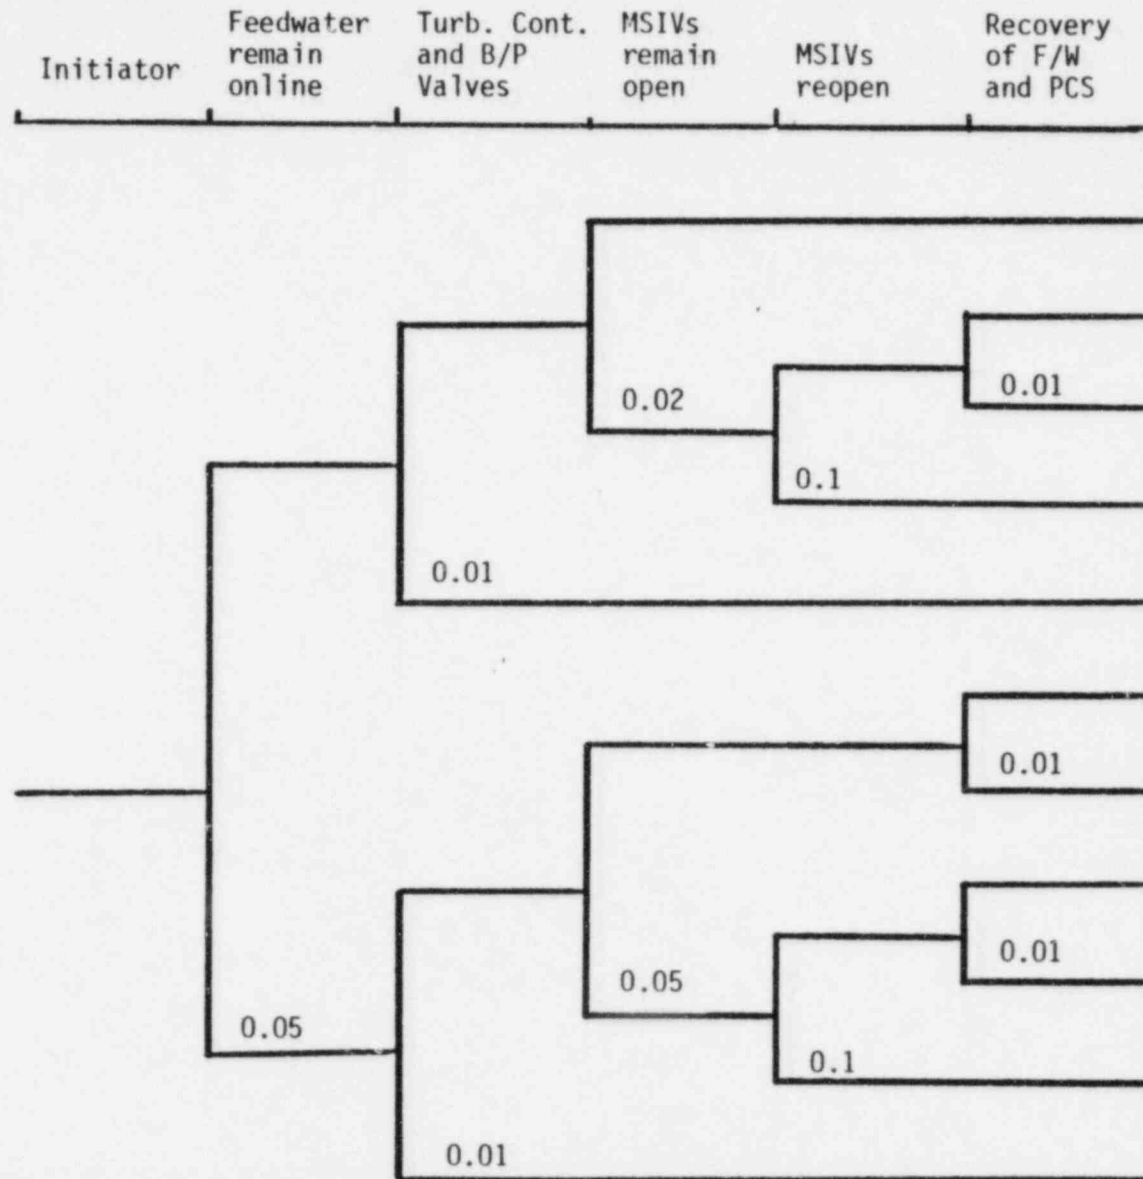 Initiator
Feedwater
remain
online
Turb. Cont.
and B/P
Valves
MSIVs
remain
open
MSIVs
reopen
Recovery
of F/W
and PCS
0.02
0.01
0.1
0.01
0.01
0.01
0.05
0.05
0.1
0.01